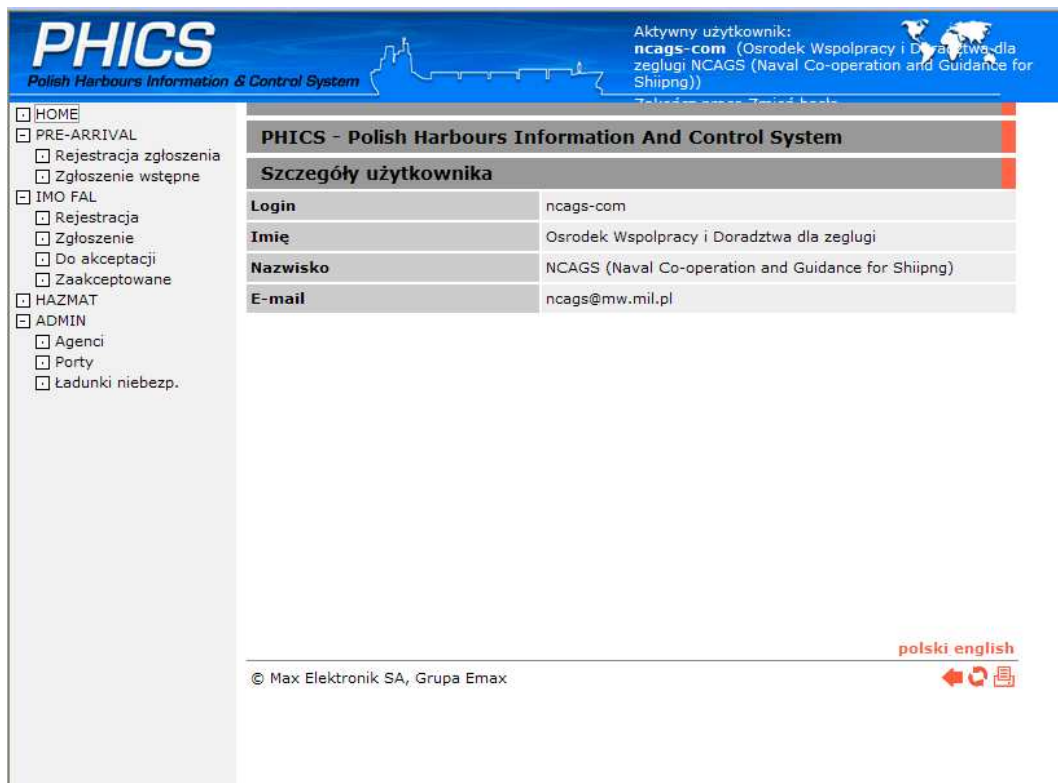 PHICS
Polish Harbours Information & Control System
Aktywny użytkownik:
ncags-com (Osrodek Wspolpracy i Doradztwa dla
zeglugi NCAGS (Naval Co-operation and Guidance for
Shiipng))
Zakończ pracę Zmień hasło
HOME
PRE-ARRIVAL
Rejestracja zgłoszenia
Zgłoszenie wstępne
IMO FAL
Rejestracja
Zgłoszenie
Do akceptacji
Zaakceptowane
HAZMAT
ADMIN
Agenci
Porty
Ładunki niebezp.
PHICS - Polish Harbours Information And Control System
Szczegóły użytkownika
Login ncags-com
Imię Osrodek Wspolpracy i Doradztwa dla zeglugi
Nazwisko NCAGS (Naval Co-operation and Guidance for Shiipng)
E-mail ncags@mw.mil.pl
polski english
© Max Elektronik SA, Grupa Emax